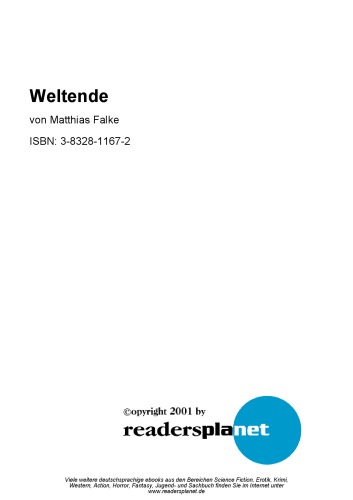 Weltende
von Matthias Falke
ISBN: 3-8328-1167-2
©opyright 2001 by
readersplanet
Viele weitere deutschsprachige ebooks aus den Bereichen Science Fiction, Erotik, Krimi,
Western, Action, Horror, Fantasy, Jugend- und Sachbuch finden Sie im Internet unter
www.readersplanet.de